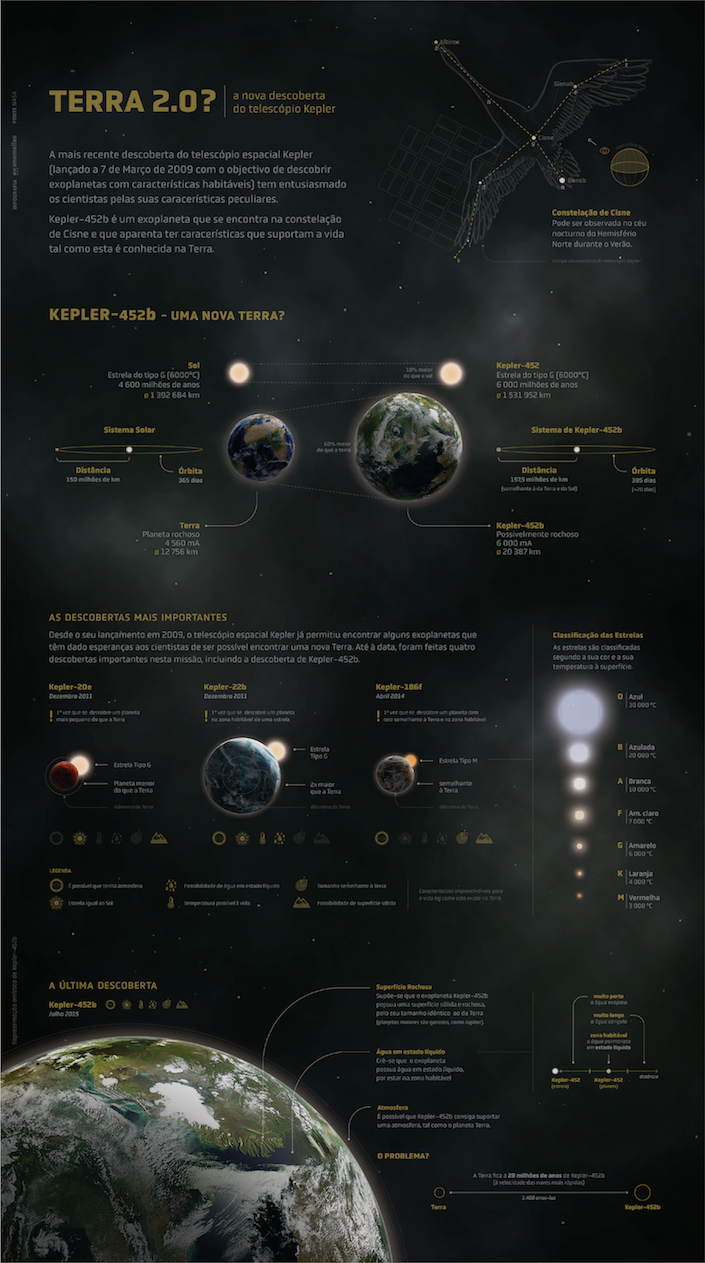 TERRA 2.0?
a nova descoberta
do telescópio Kepler
A mais recente descoberta do telescópio espacial Kepler
(lançado a 7 de Março de 2009 com o objectivo de descobrir
exoplanetas com características habitáveis) tem entusiasmado
os cientistas pelas suas caracerísticas peculiares.
Kepler-452b é um exoplaneta que se encontra na constelação
de Cisne e que aparenta ter caracerísticas que suportam a vida
tal como esta é conhecida na Terra.
Albireo
Cisne
Constelação de Cisne
Pode ser observada no céu
nocturno do Hemisfério
Norte durante o Verão.
KEPLER-452b - UMA NOVA TERRA?
Sol
Estrela do tipo G (6000ºC)
4 600 milhões de anos
ø 1 392 684 km
18% maior
do que o sol
Kepler-452
Estrela do tipo G (6000ºC)
6 000 milhões de anos
ø 1 531 952 km
Sistema Solar
Distância
150 milhões de km
Órbita
365 dias
60% maior
do que a terra
Sistema de Kepler-452b
Distância
157,5 milhões de km
(semelhante à da Terra e do Sol)
Órbita
385 dias
(+20 dias)
Terra
Planeta rochoso
4 560 mA
ø 12 756 km
Kepler-452b
Possivelmente rochoso
6 000 mA
ø 20 387 km
AS DESCOBERTAS MAIS IMPORTANTES
Desde o seu lançamento em 2009, o telescópio espacial Kepler já permitiu encontrar alguns exoplanetas que
têm dado esperanças aos cientistas de ser possível encontrar uma nova Terra. Até à data, foram feitas quatro
descobertas importantes nesta missão, incluindo a descoberta de Kepler-452b.
Kepler-20e
Dezembro 2011
1ª vez que se descobre um planeta
mais pequeno do que a Terra
Estrela Tipo G
Planeta menor
do que a Terra
diâmetro da Terra
Kepler-22b
Dezembro 2011
1ª vez que se descobre um planeta
na zona habitável de uma estrela
Estrela
Tipo G
2x maior
que a Terra
diâmetro da Terra
Kepler-186f
Abril 2014
1ª vez que se descobre um planeta com
raio semelhante à Terra e na zona habitável
Estrela Tipo M
semelhante
à Terra
diâmetro da Terra
LEGENDA
É possível que tenha atmosfera
Possibilidade de água em estado líquido
Tamanho semelhante à Terra
Estrela igual ao Sol
Temperatura possível à vida
Possibilidade de superfície sólida
Características imprescindíveis para
a vida tal como esta existe na Terra
Classificação das Estrelas
As estrelas são classificadas
segundo a sua cor e a sua
temperatura à superfície.
O Azul
30 000 ºC
B Azulada
20 000 ºC
A Branca
10 000 ºC
F Am. claro
7 000 ºC
G Amarelo
6 000 ºC
K Laranja
4 000 ºC
M Vermelha
3 000 ºC
A ÚLTIMA DESCOBERTA
Kepler-452b
Julho 2015
Representação artística de Kepler-452b
Superfície Rochosa
Supõe-se que o exoplaneta Kepler-452b
possua uma superfície sólida e rochosa,
pelo seu tamanho idêntico ao da Terra
(planetas maiores são gasosos, como Júpiter).
Água em estado líquido
Crê-se que o exoplaneta
possua água em estado líquido,
por estar na zona habitável
Atmosfera
É possível que Kepler-452b consiga suportar
uma atmosfera, tal como o planeta Terra.
muito perto
a água evapora
muito longe
a água congela
zona habitável
a água permanece
em estado líquido
Kepler-452
(estrela)
Kepler-452
(planeta)
distância
O PROBLEMA?
A Terra fica a 28 milhões de anos de Kepler-452b
(à velocidade das naves mais rápidas)
1.400 anos-luz
Terra
Kepler-452b